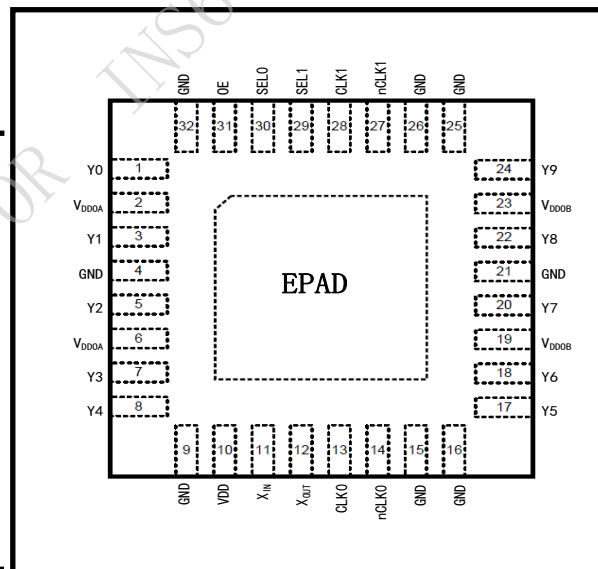 INS6
OR
GND OE SEL0 SEL1 CLK1 nCLK1 GND GND
32 31 30 29 28 27 26 25
Y0 1 24 Y9
VDDOA 2 23 VDDOB
Y1 3 22 Y8
GND 4 21 GND
EPAD
Y2 5 20 Y7
VDDOA 6 19 VDDOB
Y3 7 18 Y6
Y4 8 17 Y5
9 10 11 12 13 14 15 16
GND VDD XIN XOUT CLK0 nCLK0 GND GND